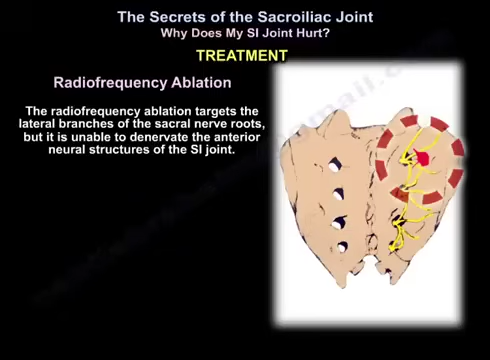 The Secrets of the Sacroiliac Joint
Why Does My SI Joint Hurt?
TREATMENT
Radiofrequency Ablation
The radiofrequency ablation targets the
lateral branches of the sacral nerve roots,
but it is unable to denervate the anterior
neural structures of the SI joint.